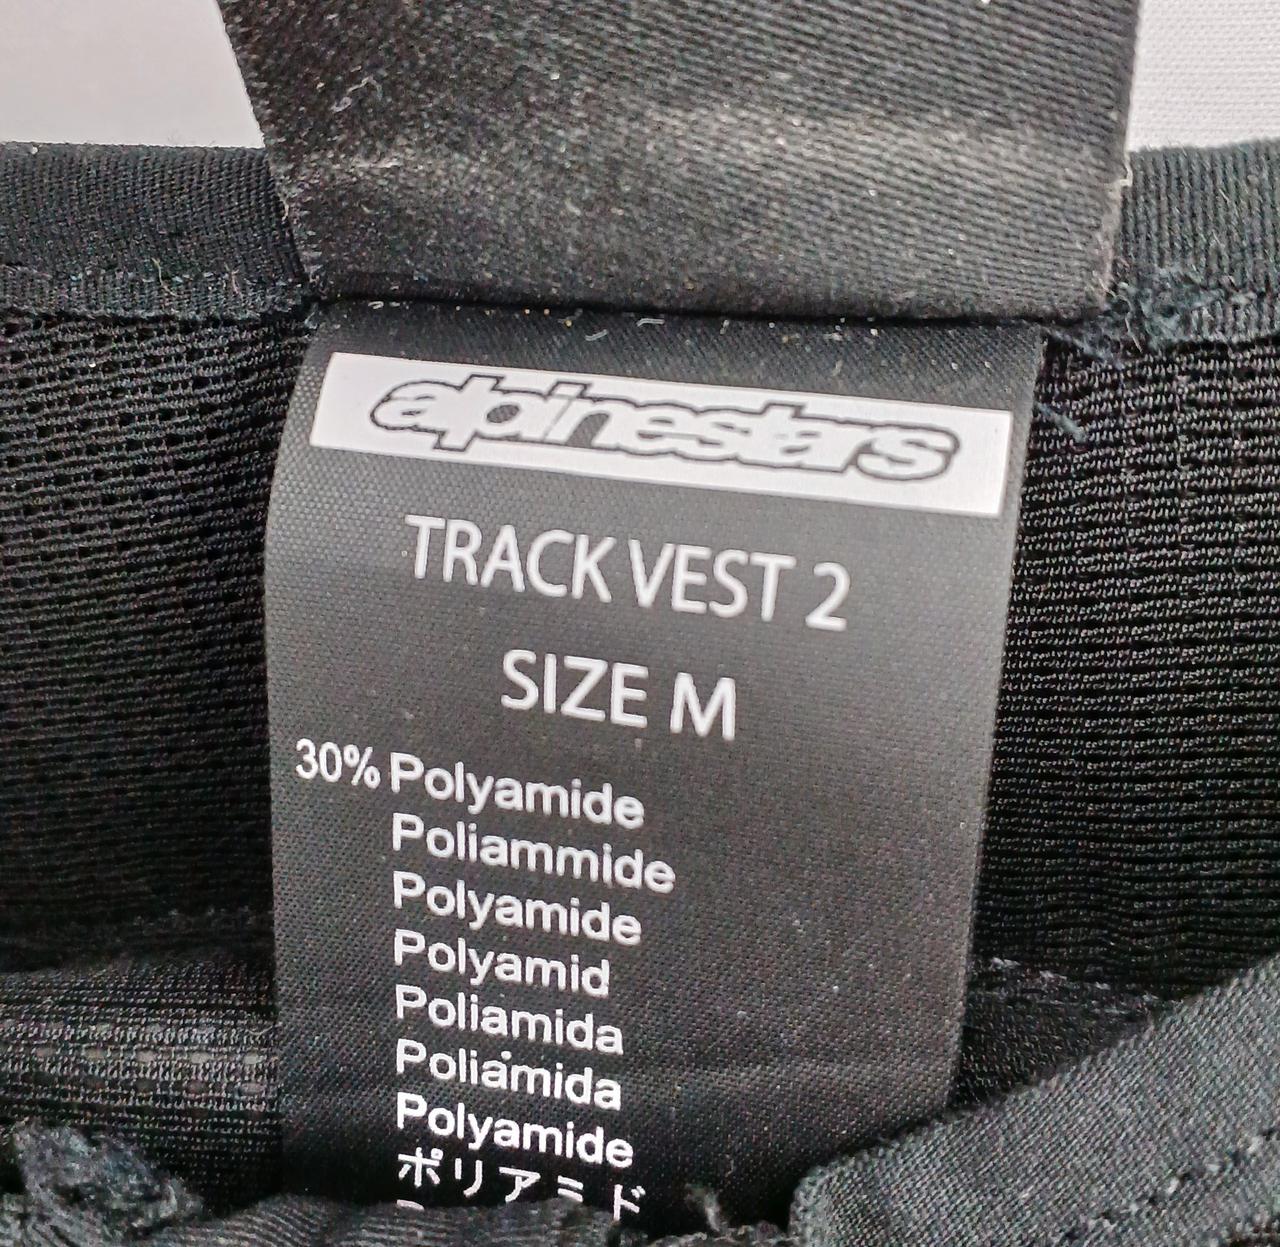 alpinestars
TRACK VEST 2
SIZE M
30% Polyamide
Poliammide
Polyamide
Polyamid
Poliamida
Poliamida
Polyamide
ポリアミド